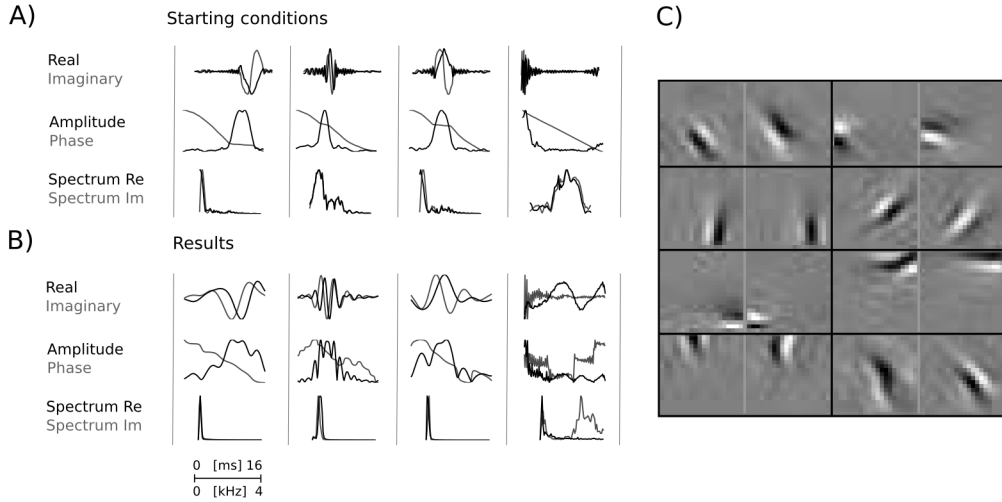 A)
Starting conditions
Real
Imaginary
Amplitude
Phase
Spectrum Re
Spectrum Im
B)
Results
Real
Imaginary
Amplitude
Phase
Spectrum Re
Spectrum Im
0 [ms] 16
0 [kHz] 4
C)